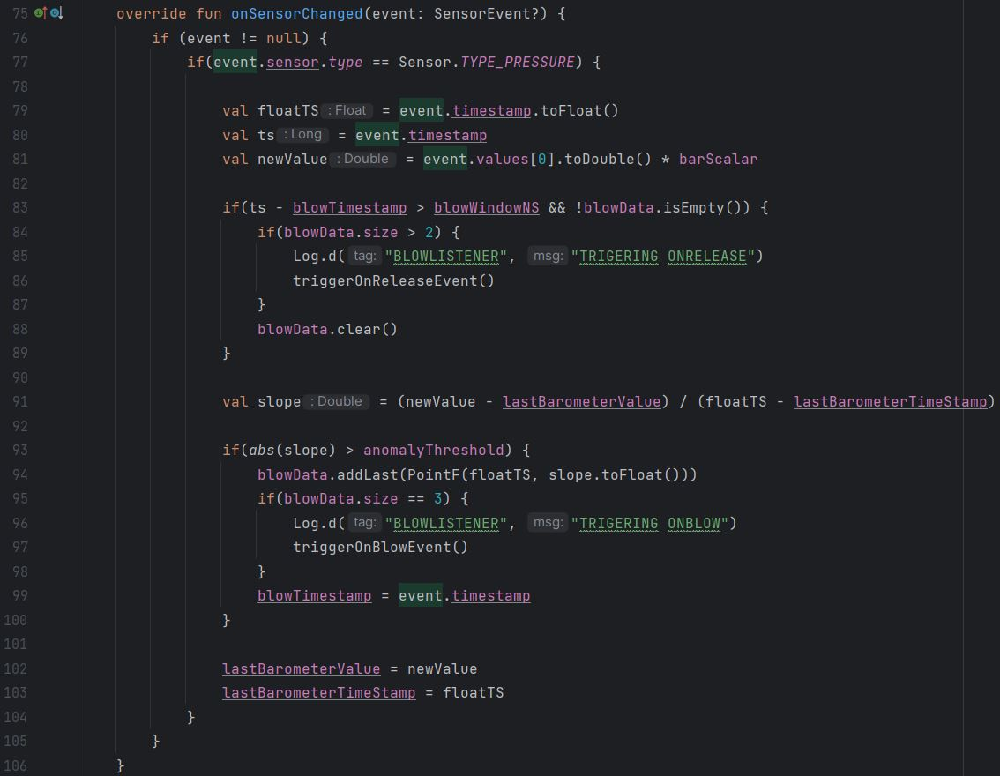 75 override fun onSensorChanged(event: SensorEvent?) {
76 if (event != null) {
77 if(event.sensor.type == Sensor.TYPE_PRESSURE) {
78
79 val floatTS : Float = event.timestamp.toFloat()
80 val ts : Long = event.timestamp
81 val newValue : Double = event.values[0].toDouble() * barScalar
82
83 if(ts - blowTimestamp > blowWindowNS && !blowData.isEmpty()) {
84 if(blowData.size > 2) {
85 Log.d( tag: "BLOWLISTENER", msg: "TRIGERING ONRELEASE")
86 triggerOnReleaseEvent()
87 }
88 blowData.clear()
89 }
90
91 val slope : Double = (newValue - lastBarometerValue) / (floatTS - lastBarometerTimeStamp)
92
93 if(abs(slope) > anomalyThreshold) {
94 blowData.addLast(PointF(floatTS, slope.toFloat()))
95 if(blowData.size == 3) {
96 Log.d( tag: "BLOWLISTENER", msg: "TRIGERING ONBLOW")
97 triggerOnBlowEvent()
98 }
99 blowTimestamp = event.timestamp
100 }
101
102 lastBarometerValue = newValue
103 lastBarometerTimeStamp = floatTS
104 }
105 }
106 }